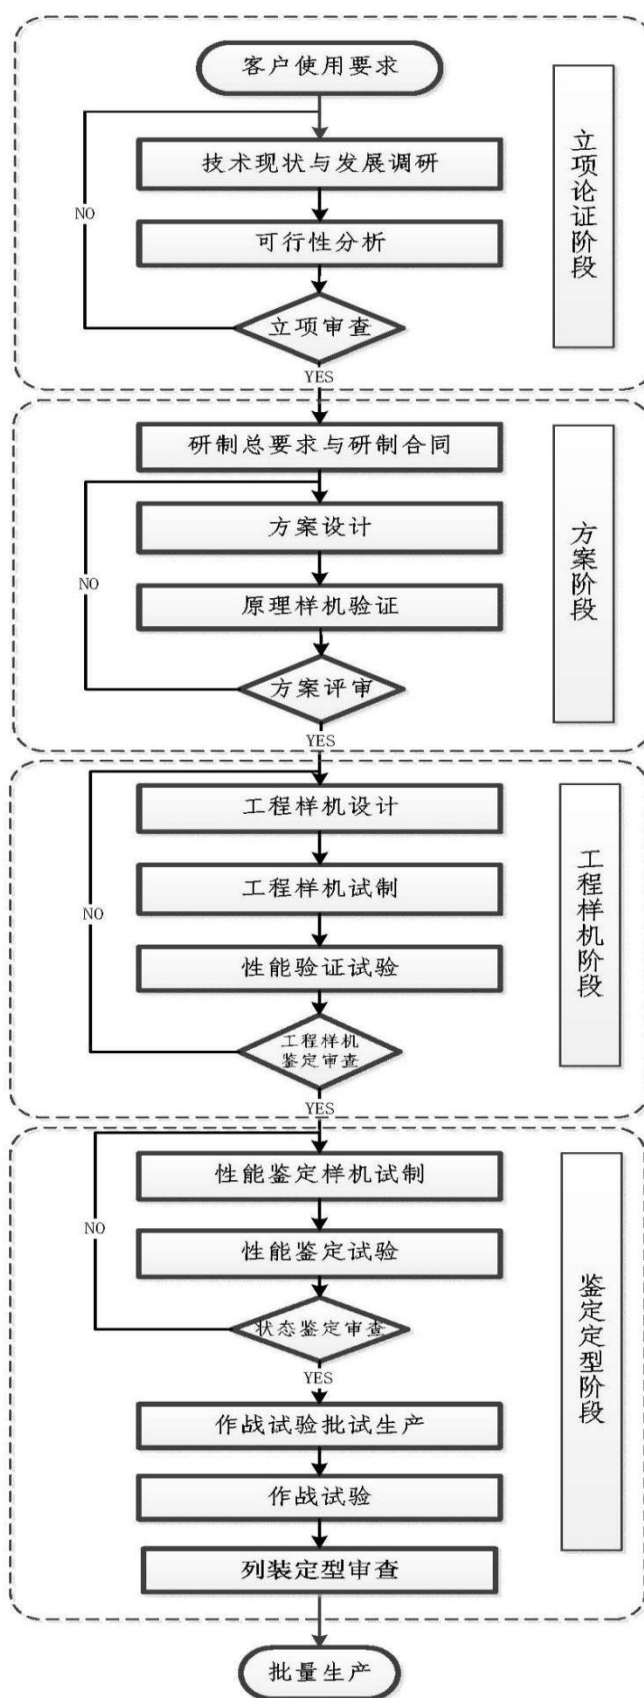 客户使用要求
技术现状与发展调研
可行性分析
立项审查
NO
YES
立项论证阶段
研制总要求与研制合同
方案设计
原理样机验证
方案评审
NO
YES
方案阶段
工程样机设计
工程样机试制
性能验证试验
工程样机
鉴定审查
NO
YES
工程样机阶段
性能鉴定样机试制
性能鉴定试验
状态鉴定审查
NO
YES
作战试验批试生产
作战试验
列装定型审查
鉴定定型阶段
批量生产